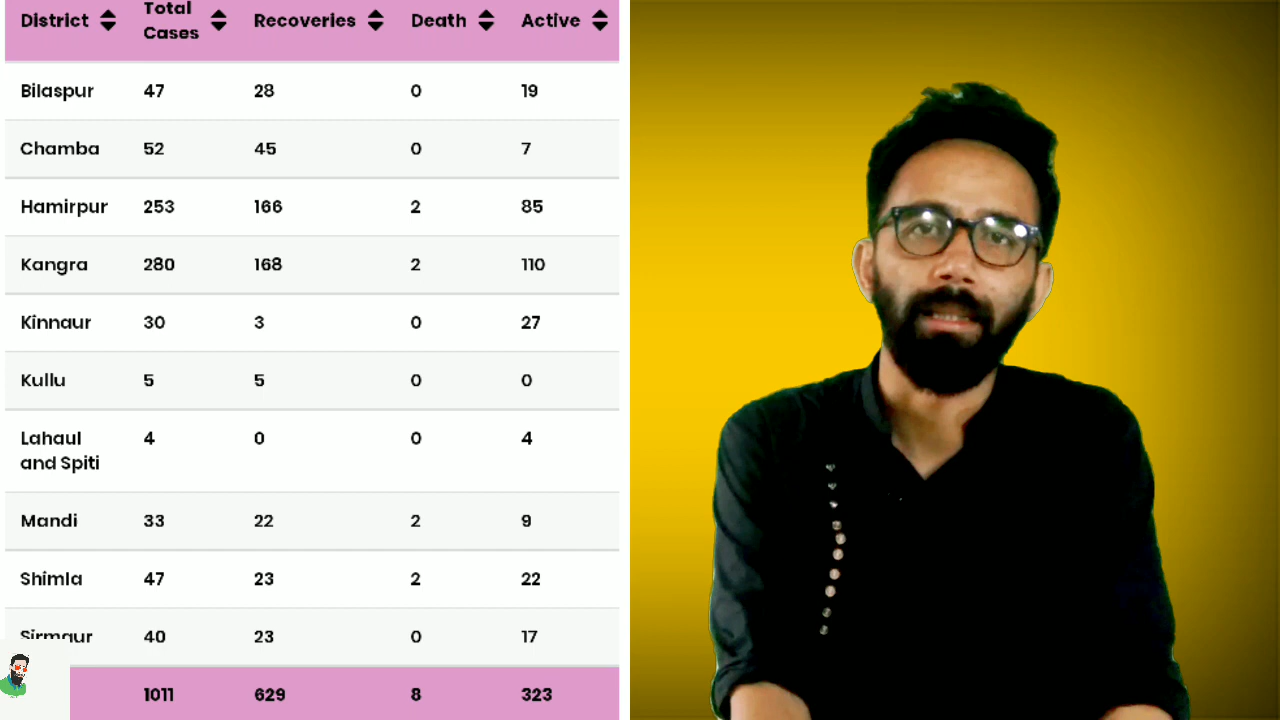 District Total Cases Recoveries Death Active
Bilaspur 47 28 0 19
Chamba 52 45 0 7
Hamirpur 253 166 2 85
Kangra 280 168 2 110
Kinnaur 30 3 0 27
Kullu 5 5 0 0
Lahaul and Spiti 4 0 0 4
Mandi 33 22 2 9
Shimla 47 23 2 22
Sirmaur 40 23 0 17
1011 629 8 323